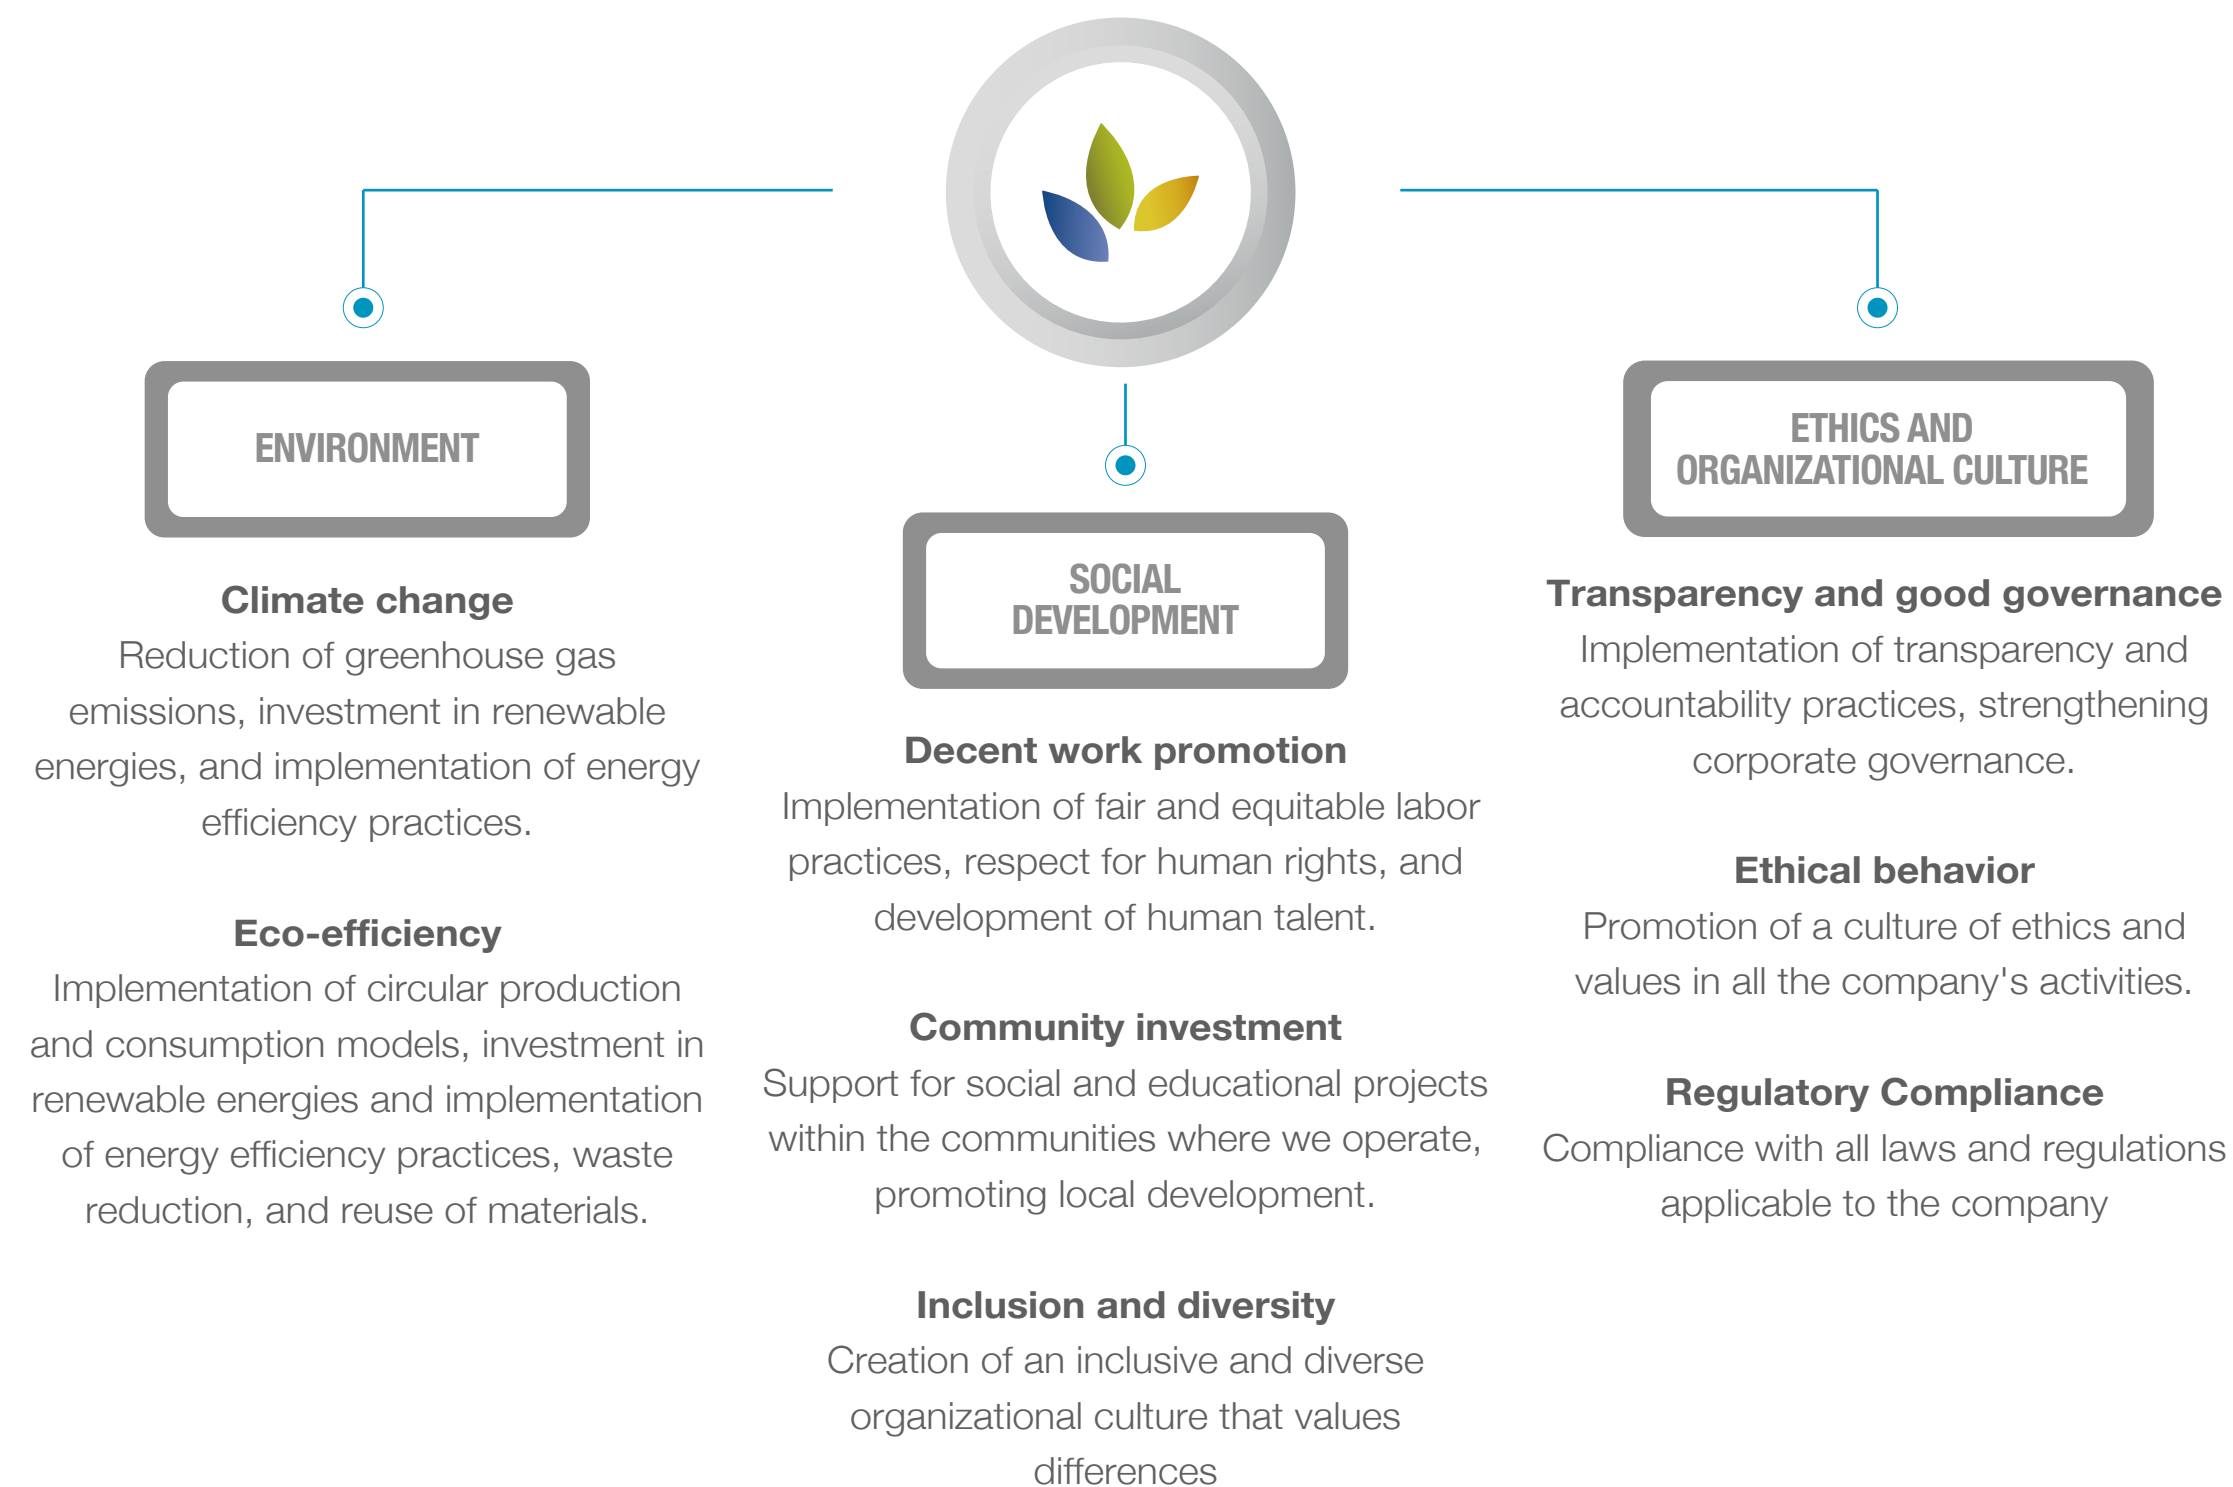 ENVIRONMENT
Climate change
Reduction of greenhouse gas
emissions, investment in renewable
energies, and implementation of energy
efficiency practices.
Eco-efficiency
Implementation of circular production
and consumption models, investment in
renewable energies and implementation
of energy efficiency practices, waste
reduction, and reuse of materials.
SOCIAL
DEVELOPMENT
Decent work promotion
Implementation of fair and equitable labor
practices, respect for human rights, and
development of human talent.
Community investment
Support for social and educational projects
within the communities where we operate,
promoting local development.
Inclusion and diversity
Creation of an inclusive and diverse
organizational culture that values
differences
ETHICS AND
ORGANIZATIONAL CULTURE
Transparency and good governance
Implementation of transparency and
accountability practices, strengthening
corporate governance.
Ethical behavior
Promotion of a culture of ethics and
values in all the company's activities.
Regulatory Compliance
Compliance with all laws and regulations
applicable to the company